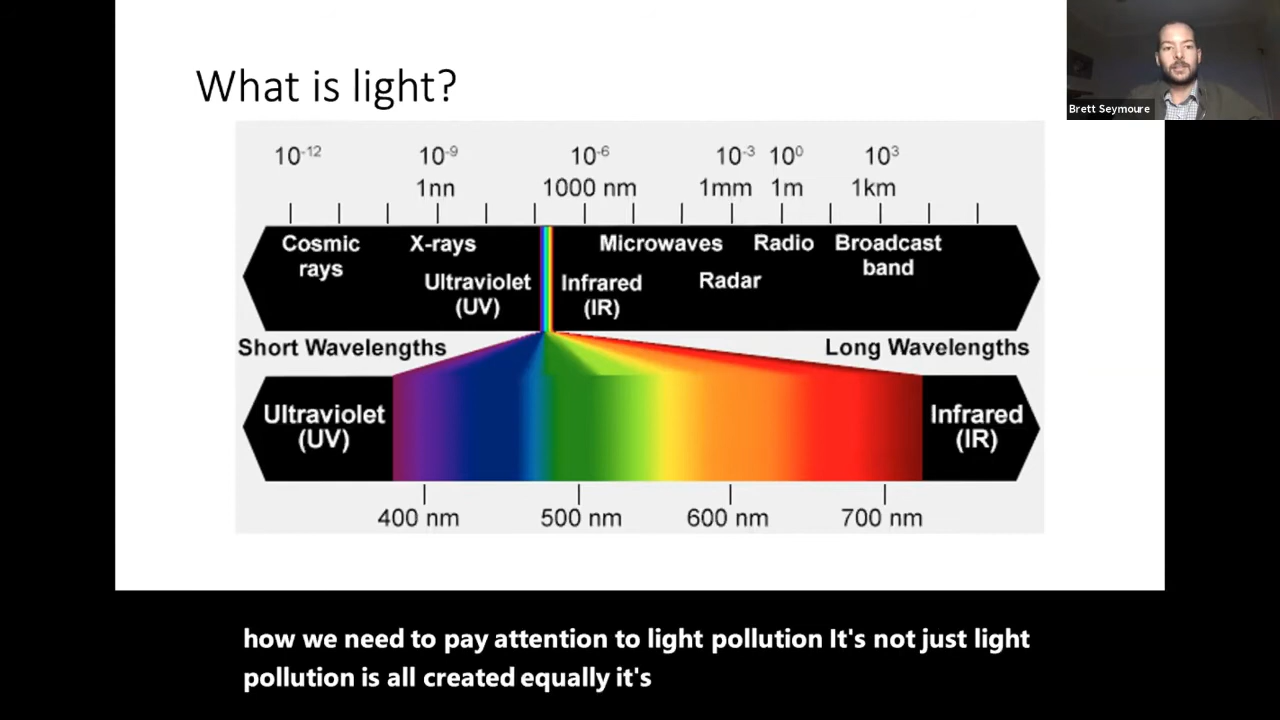 What is light?
Brett Seymoure
10-12 10-9 10-6 10-3 100 103
1nn 1000 nm 1mm 1m 1km
Cosmic rays X-rays Microwaves Radio Broadcast band
Ultraviolet (UV) Infrared (IR) Radar
Short Wavelengths Long Wavelengths
Ultraviolet (UV) Infrared (IR)
400 nm 500 nm 600 nm 700 nm
how we need to pay attention to light pollution It's not just light
pollution is all created equally it's